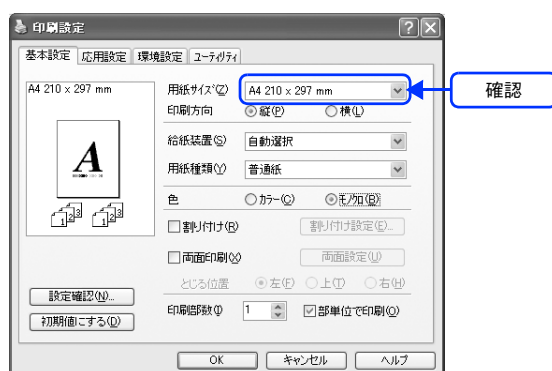 印刷設定
基本設定 応用設定 環境設定 ユーティリティ
A4 210 x 297 mm
用紙サイズ(Z) A4 210 x 297 mm
確認
印刷方向 縦(P) 横(L)
給紙装置(S) 自動選択
用紙種類(Y) 普通紙
A
色 カラー(C) モノクロ(B)
1 2 3 1 2 3
割り付け(R) 割り付け設定(E)...
両面印刷(X) 両面設定(U)
とじる位置 左(F) 上(T) 右(H)
設定確認(N)...
印刷部数(I) 1 部単位で印刷(O)
初期値にする(D)
OK キャンセル ヘルプ